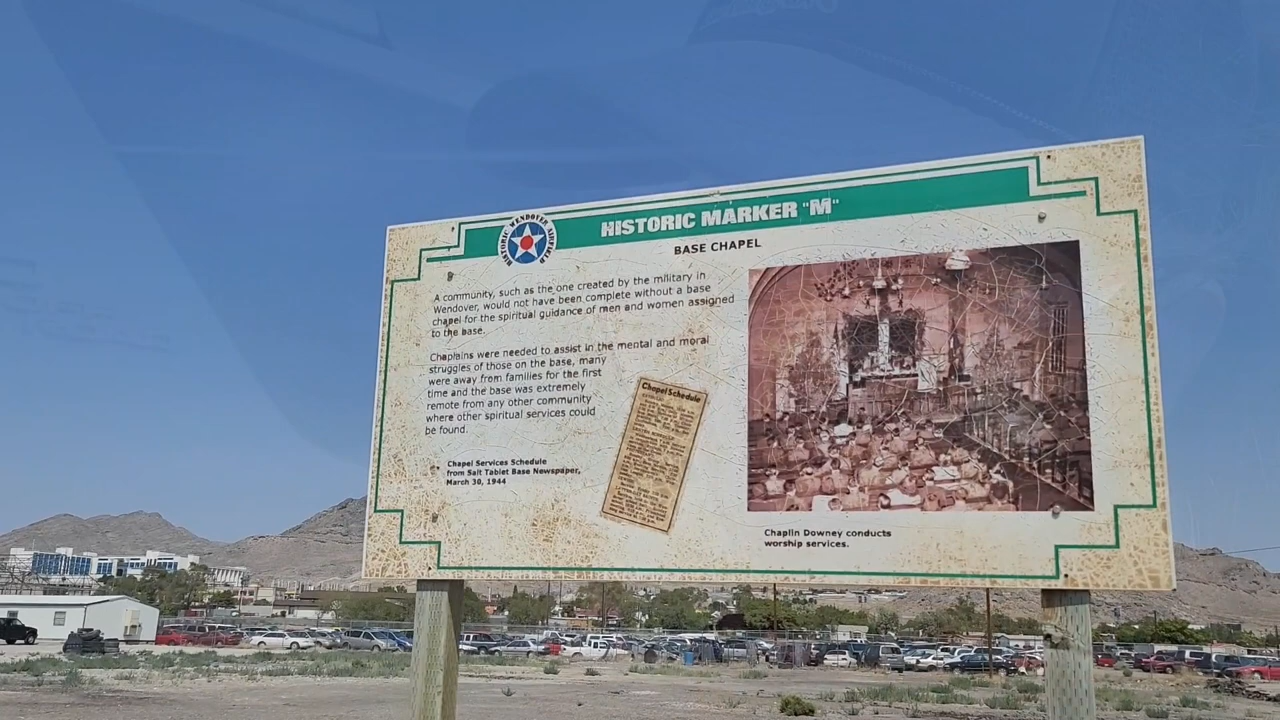 HISTORIC WENDOVER AIRFIELD
HISTORIC MARKER "M"
BASE CHAPEL
A community, such as the one created by the military in
Wendover, would not have been complete without a base
chapel for the spiritual guidance of men and women assigned
to the base.
Chaplains were needed to assist in the mental and moral
struggles of those on the base, many
were away from families for the first
time and the base was extremely
remote from any other community
where other spiritual services could
be found.
Chapel Services Schedule
from Salt Tablet Base Newspaper,
March 30, 1944
Chapel Schedule
Chaplin Downey conducts
worship services.